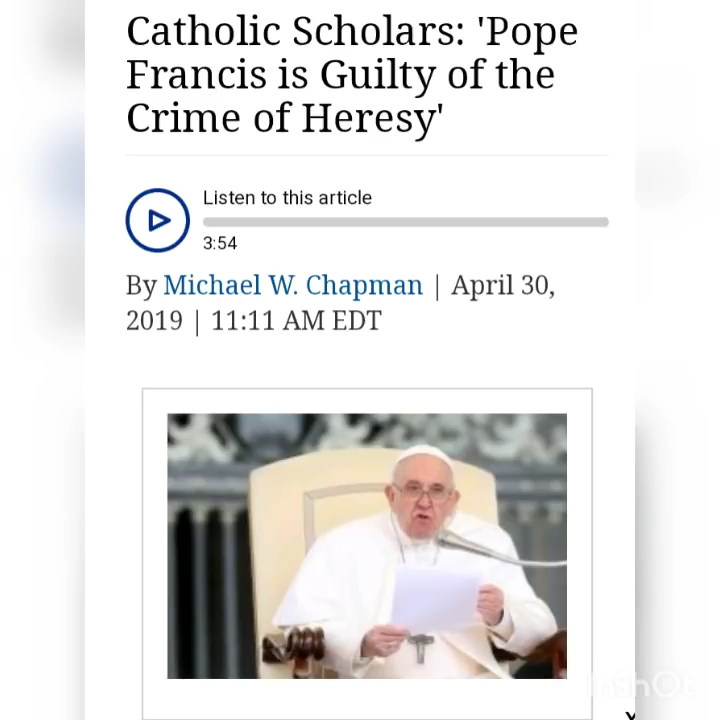 Catholic Scholars: 'Pope
Francis is Guilty of the
Crime of Heresy'
Listen to this article
3:54
By Michael W. Chapman | April 30,
2019 | 11:11 AM EDT